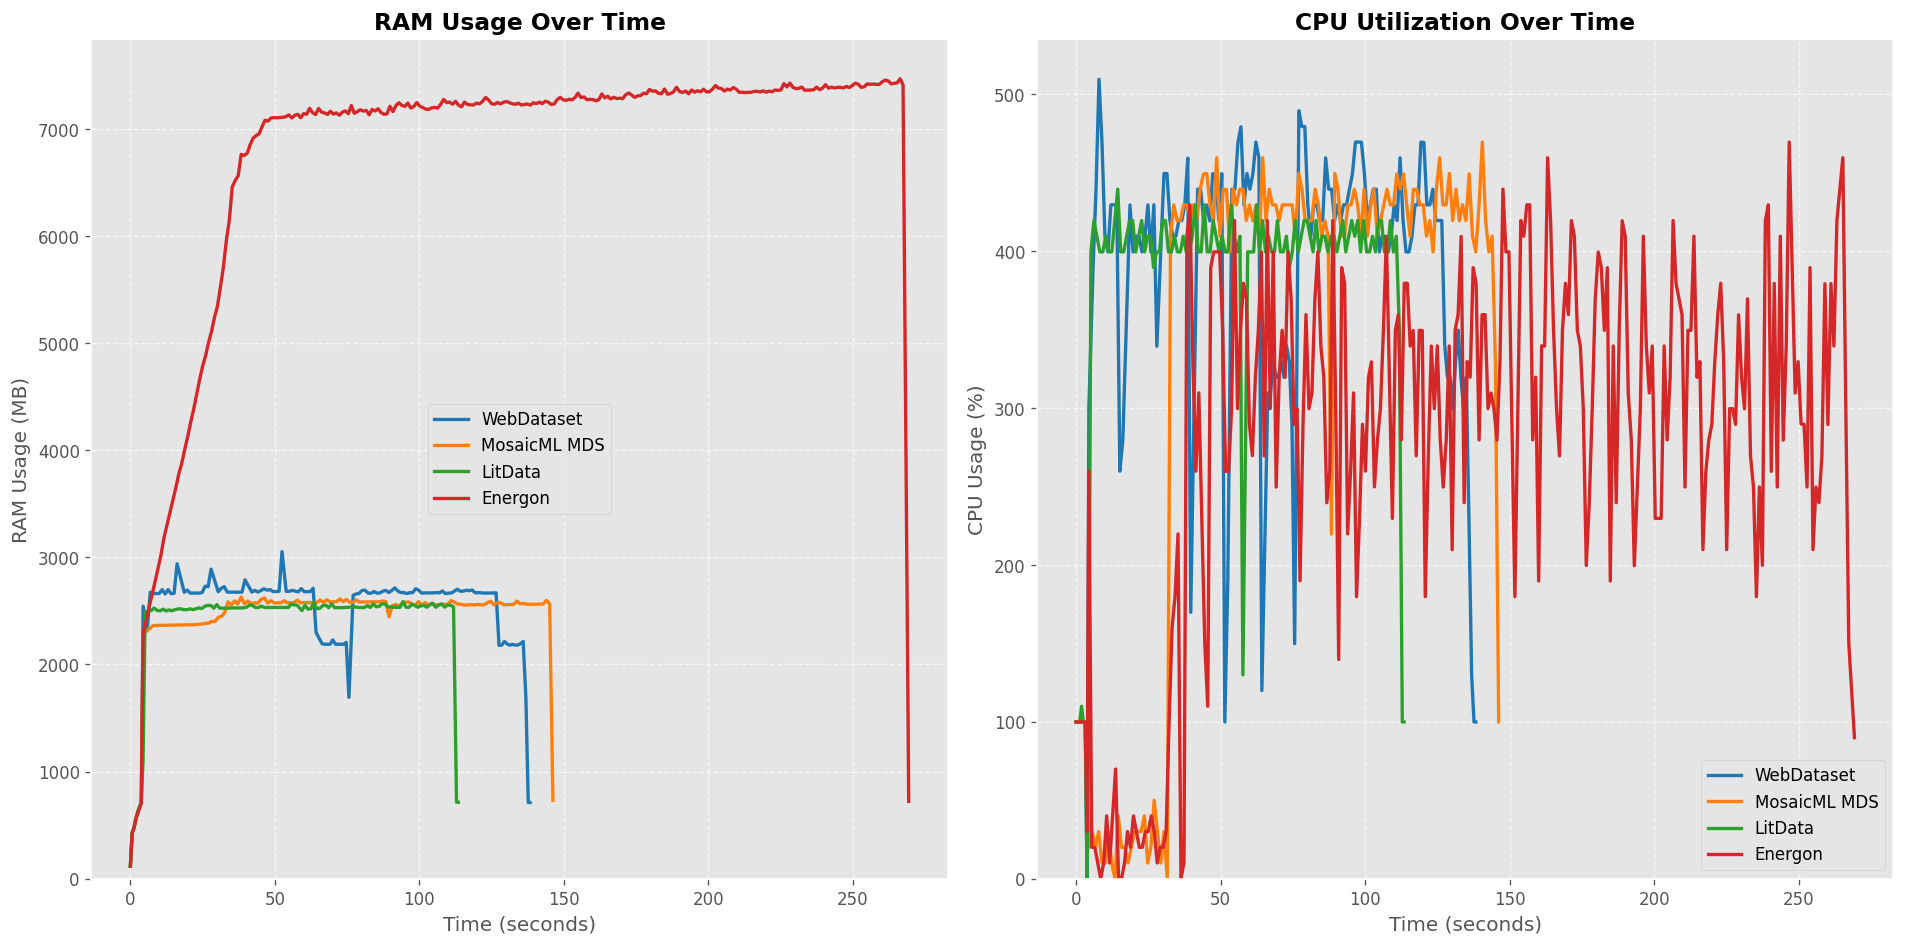 RAM Usage Over Time
RAM Usage (MB)
7000
6000
5000
4000
3000
2000
1000
0
WebDataset
MosaicML MDS
LitData
Energon
0 50 100 150 200 250
Time (seconds)
CPU Utilization Over Time
CPU Usage (%)
500
400
300
200
100
0
WebDataset
MosaicML MDS
LitData
Energon
0 50 100 150 200 250
Time (seconds)